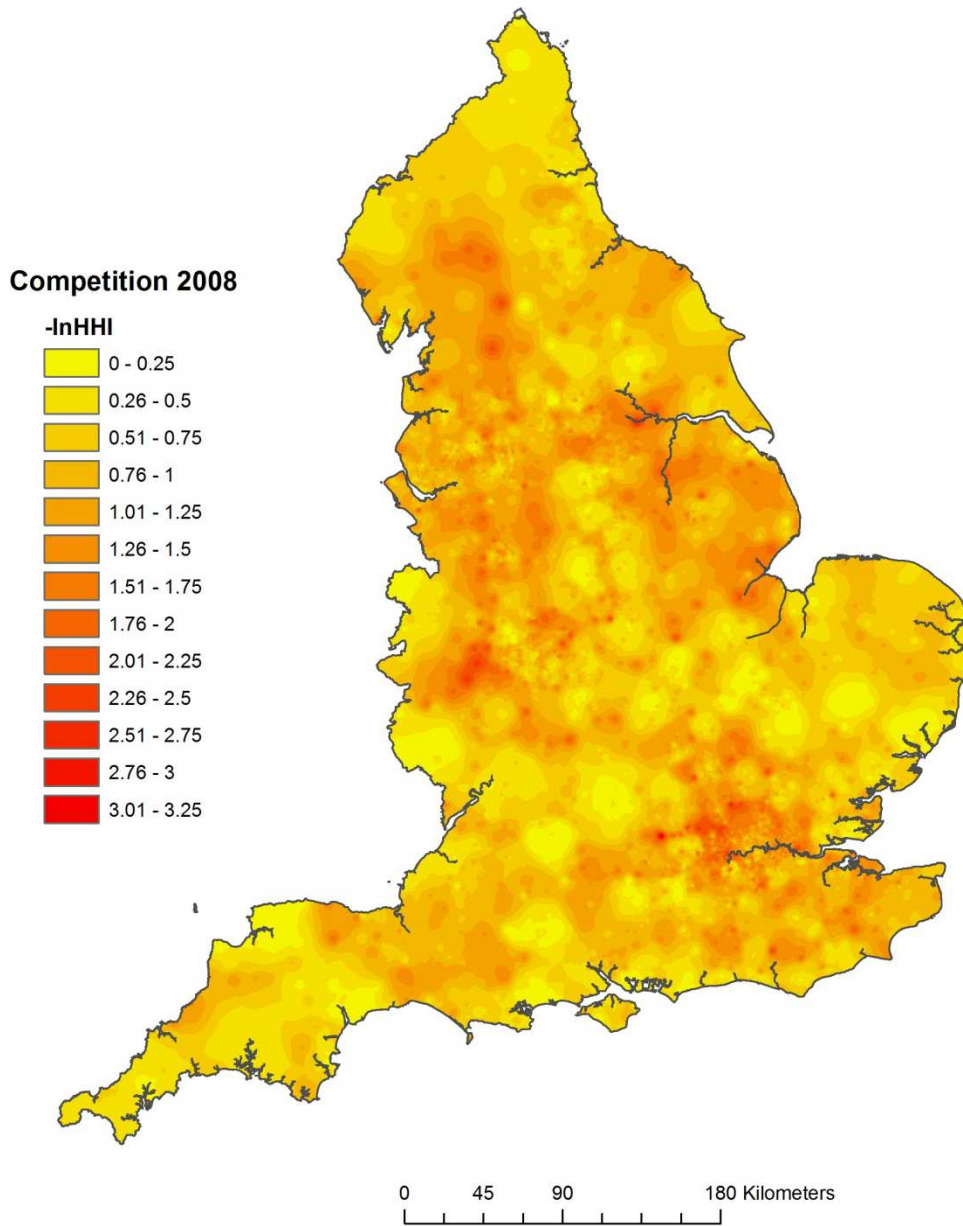 Competition 2008
-lnHHI
0 - 0.25
0.26 - 0.5
0.51 - 0.75
0.76 - 1
1.01 - 1.25
1.26 - 1.5
1.51 - 1.75
1.76 - 2
2.01 - 2.25
2.26 - 2.5
2.51 - 2.75
2.76 - 3
3.01 - 3.25
0 45 90 180 Kilometers